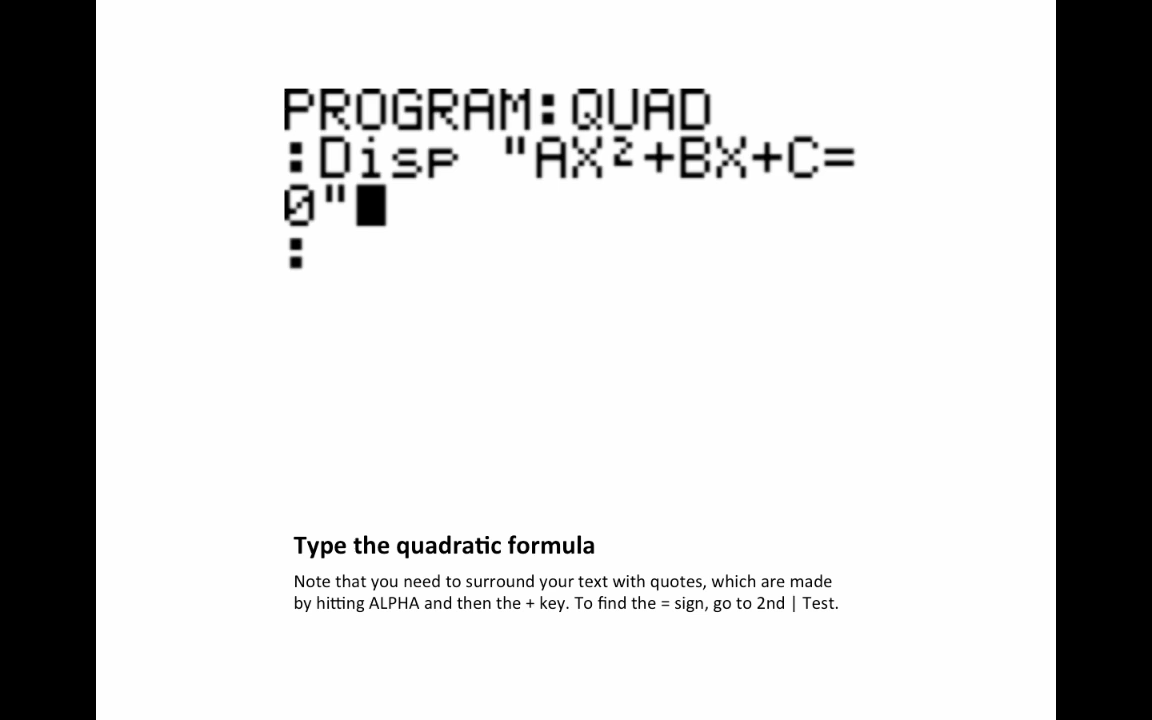 PROGRAM:QUAD
:Disp "AX²+BX+C=
0"
:
Type the quadratic formula
Note that you need to surround your text with quotes, which are made
by hitting ALPHA and then the + key. To find the = sign, go to 2nd | Test.